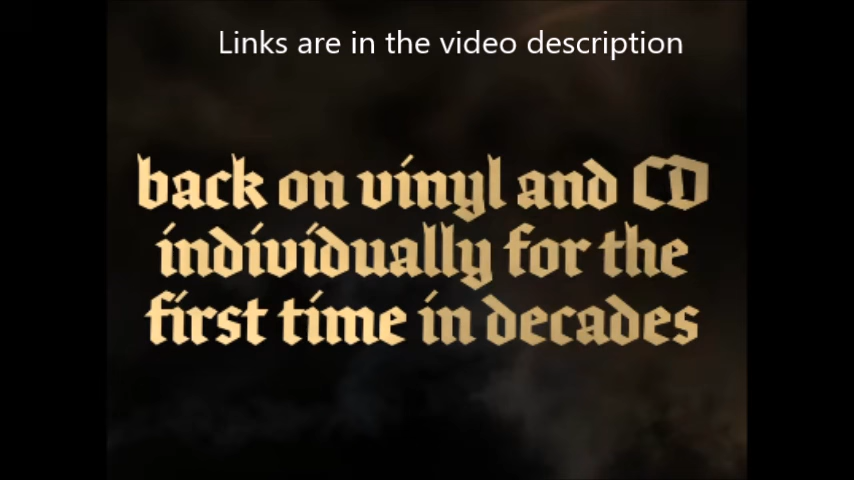 Links are in the video description
back on vinyl and CD
individually for the
first time in decades